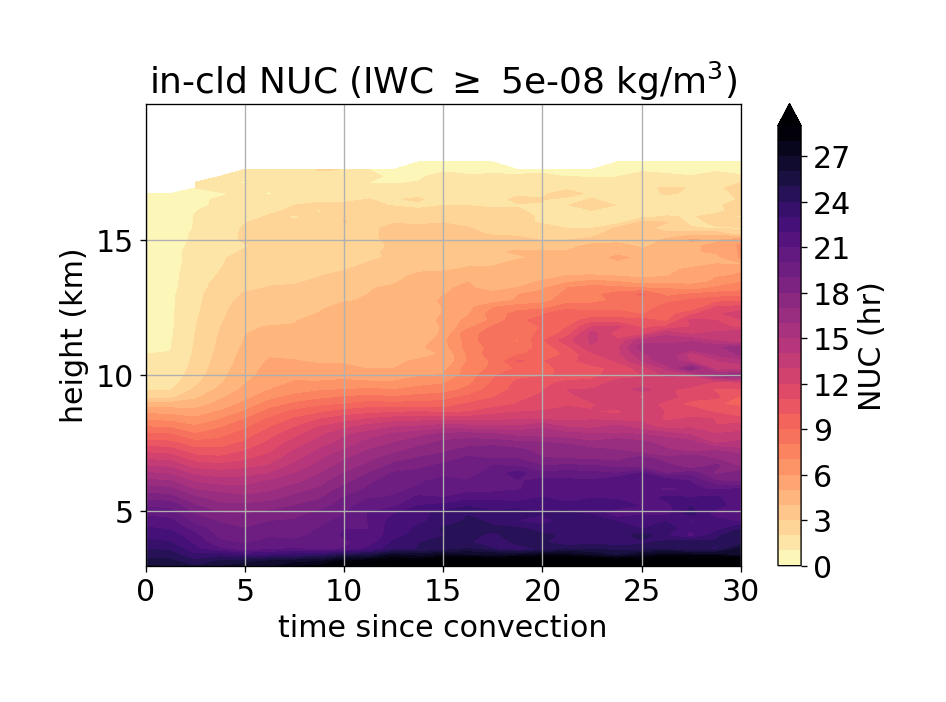 in-cld NUC (IWC ≥ 5e-08 kg/m³)
height (km)
15
10
5
0 5 10 15 20 25 30
time since convection
27
24
21
18
15
12
9
6
3
0
NUC (hr)